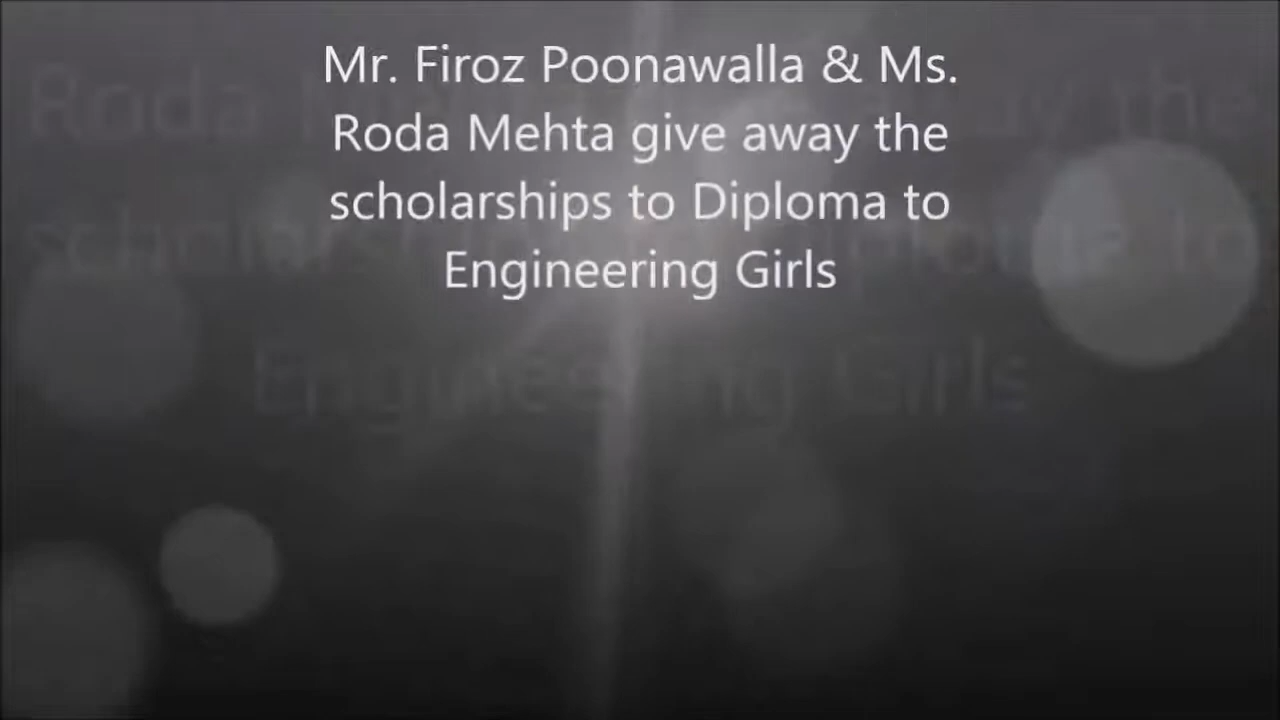 Mr. Firoz Poonawalla & Ms.
Roda Mehta give away the
scholarships to Diploma to
Engineering Girls